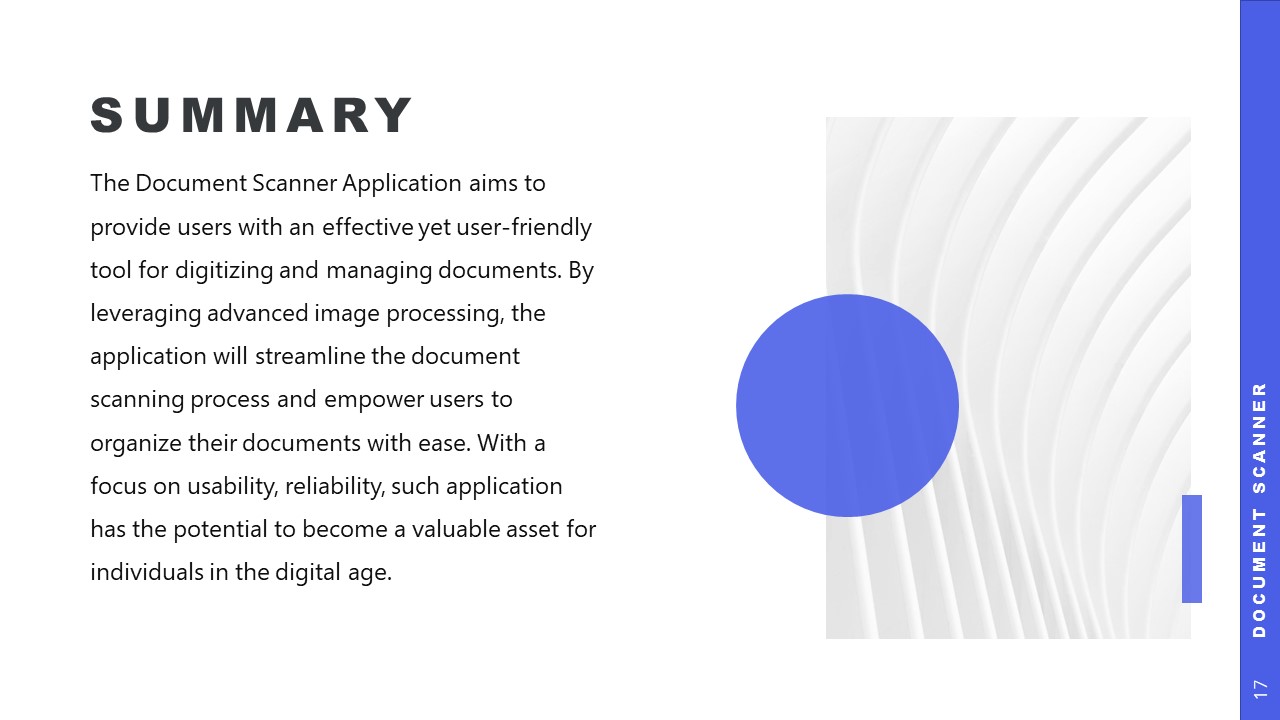 SUMMARY
The Document Scanner Application aims to
provide users with an effective yet user-friendly
tool for digitizing and managing documents. By
leveraging advanced image processing, the
application will streamline the document
scanning process and empower users to
organize their documents with ease. With a
focus on usability, reliability, such application
has the potential to become a valuable asset for
individuals in the digital age.
DOCUMENT SCANNER
17